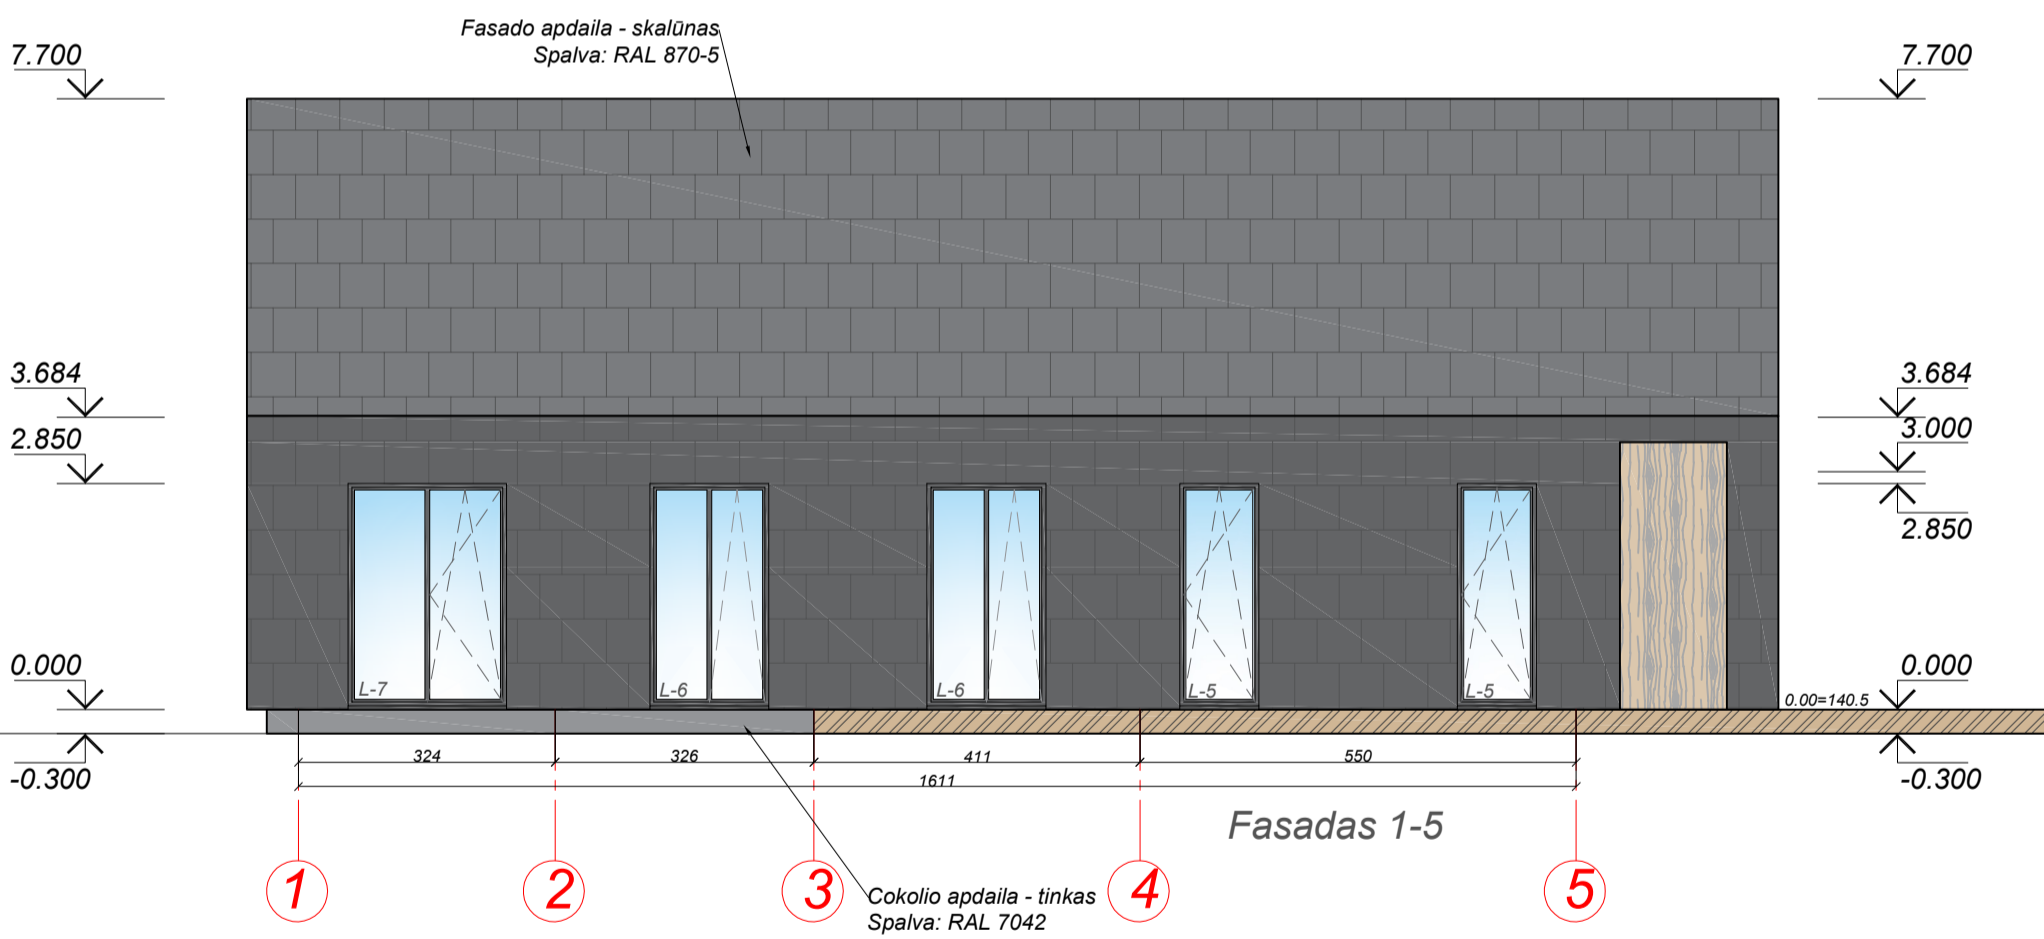 Fasado apdaila - skalūnas
Spalva: RAL 870-5
7.700
7.700
3.684
3.684
2.850
3.000
2.850
L-7
L-6
L-6
L-5
L-5
0.000
0.000
0.00=140.5
-0.300
-0.300
324
326
411
550
1611
Fasadas 1-5
1
2
3
4
5
Cokolio apdaila - tinkas
Spalva: RAL 7042